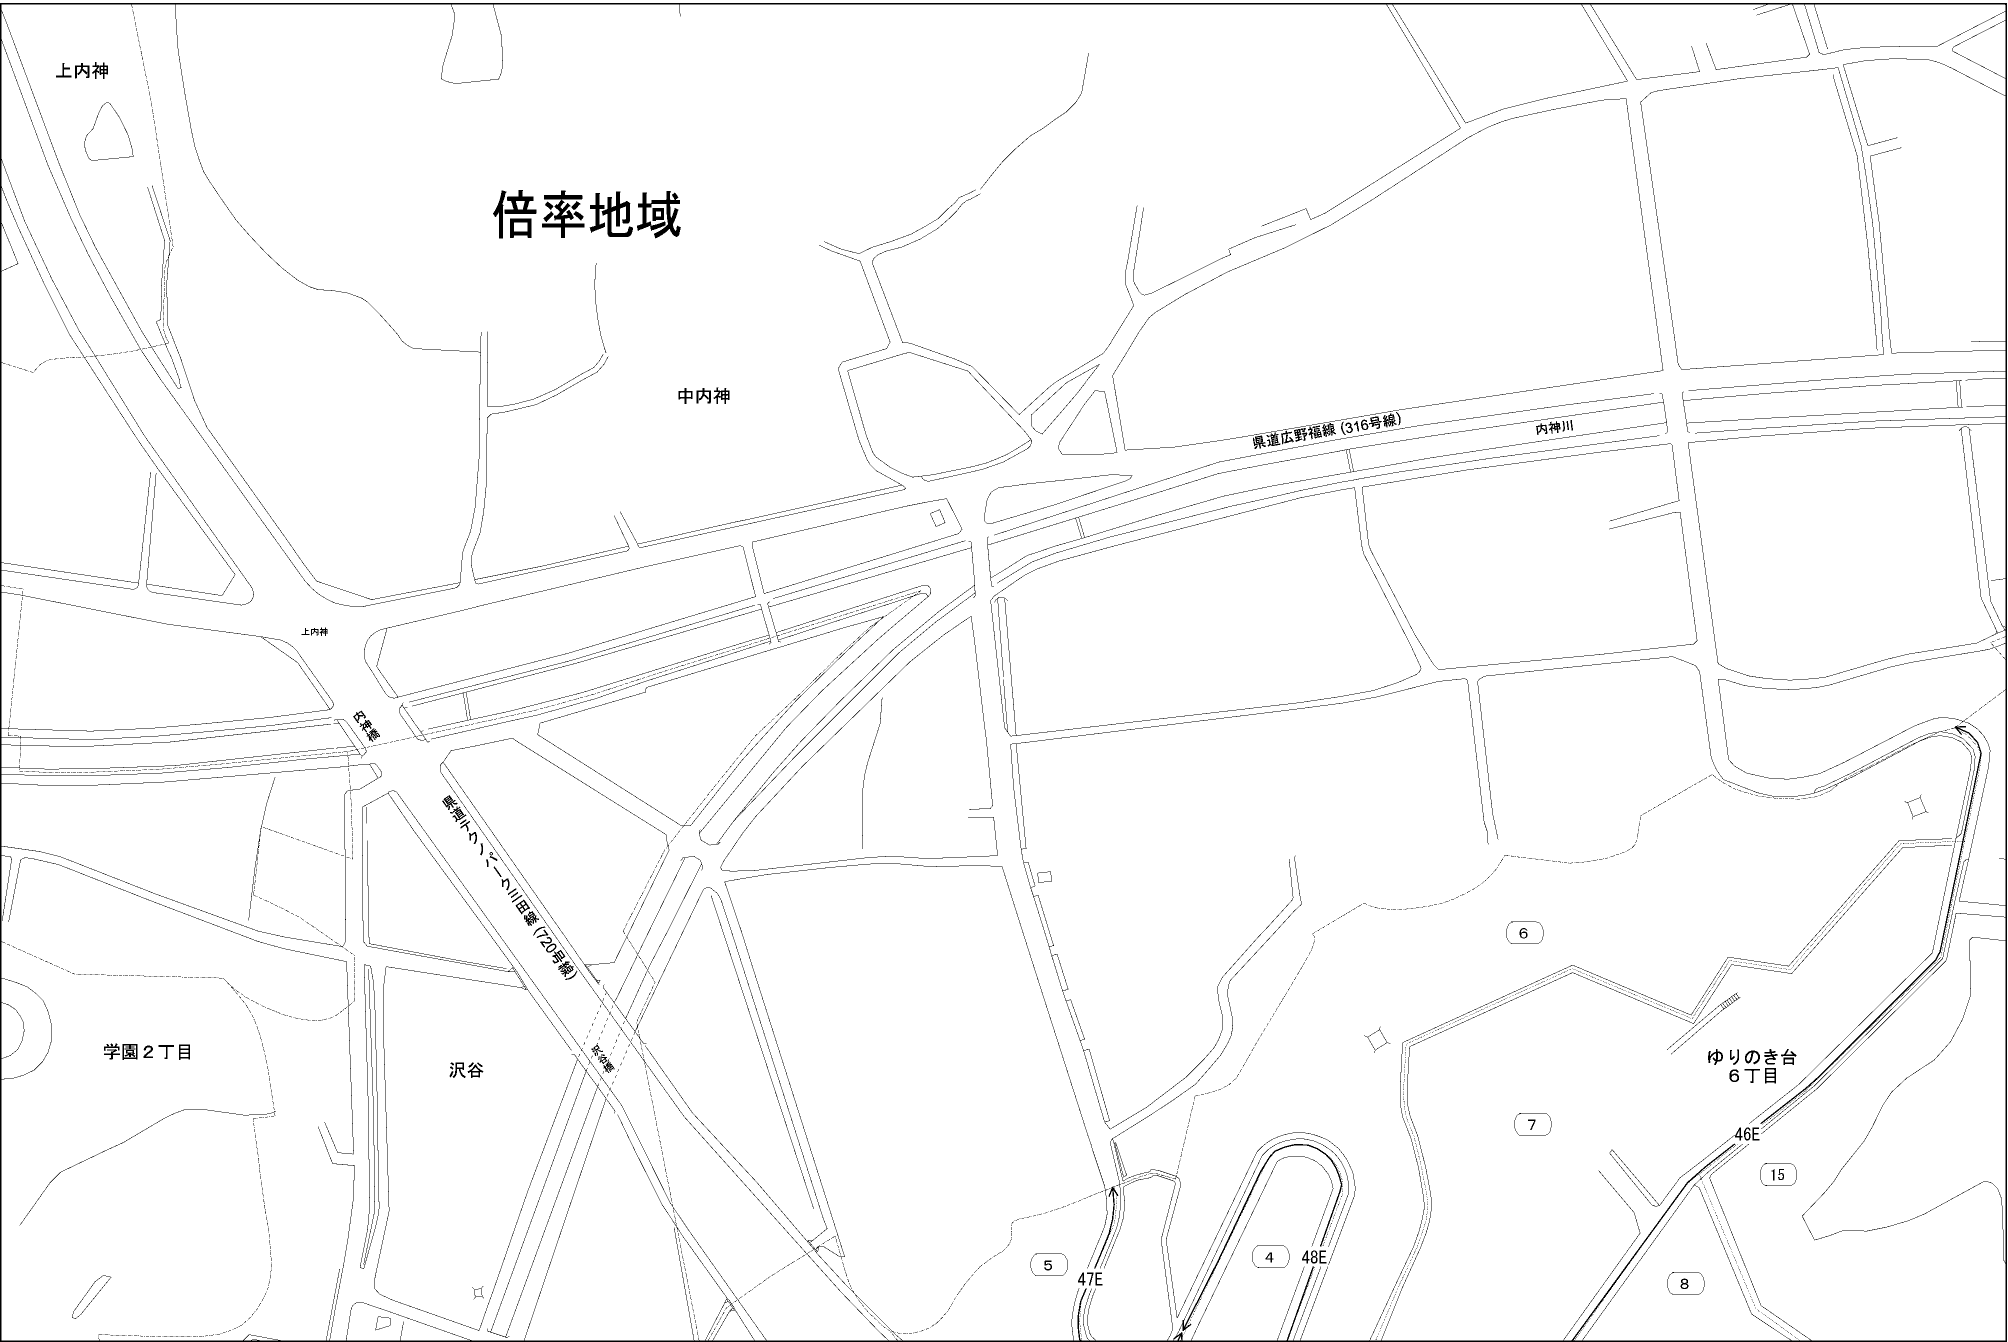 上内神
倍率地域
中内神
県道広野福線 (316号線)
内神川
上内神
内神橋
県道テクノパーク三田線 (720号線)
6
学園２丁目
沢谷
沢谷橋
ゆりのき台
６丁目
7
46E
15
5
4
48E
47E
8